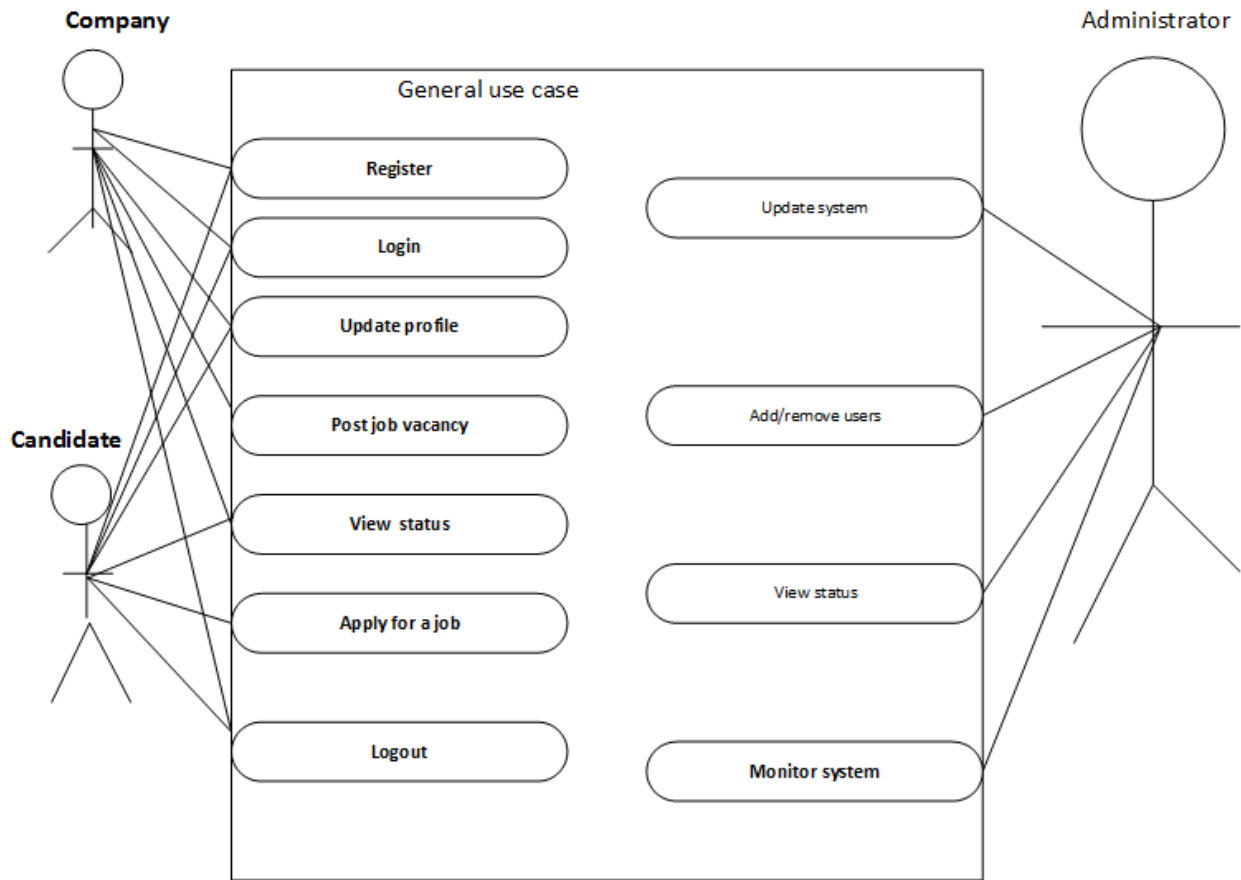 Company
Administrator
General use case
Register
Update system
Login
Update profile
Post job vacancy
Add/remove users
Candidate
View status
View status
Apply for a job
Logout
Monitor system